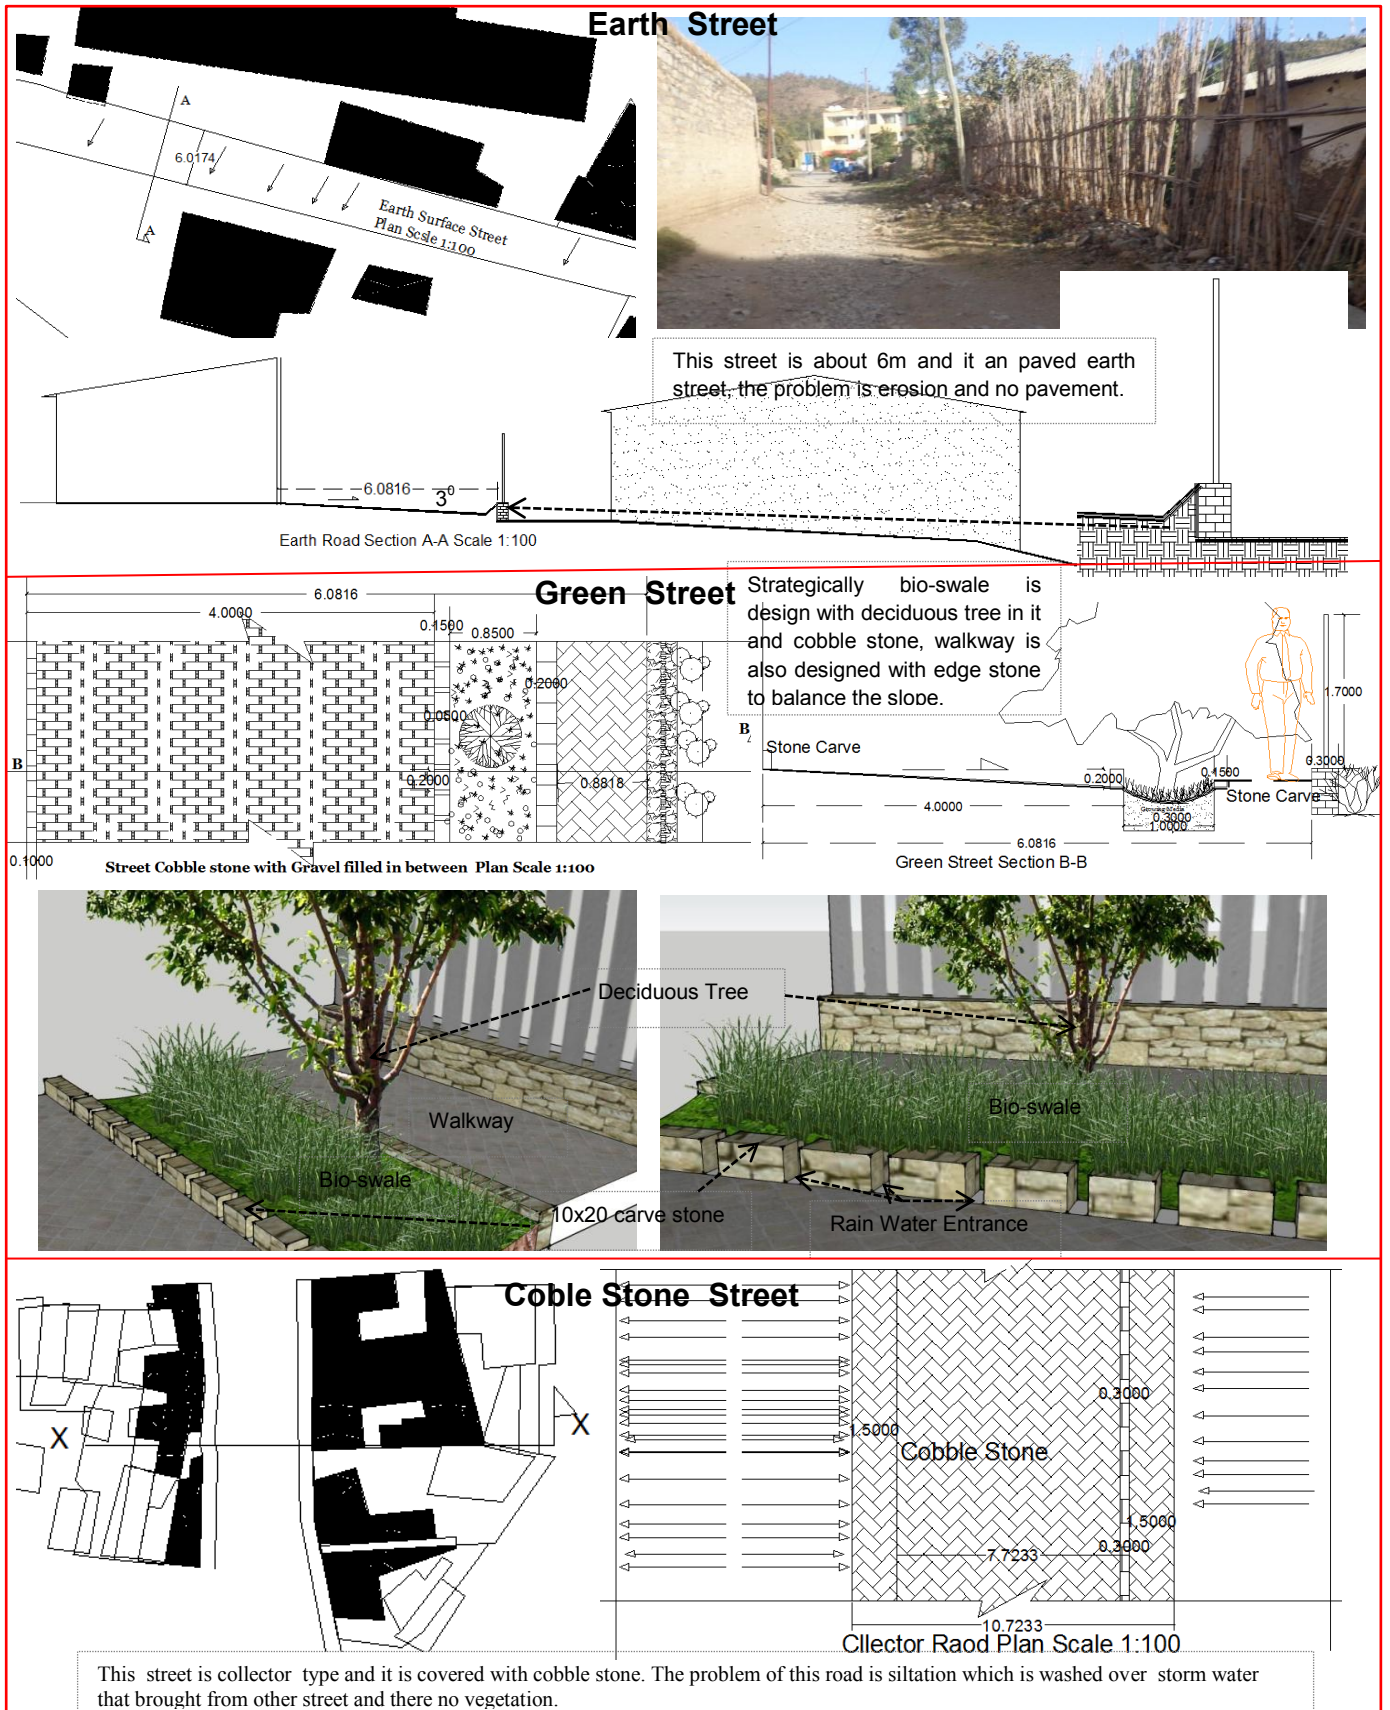 Earth Street
A
6.0174
A
Earth Surface Street
Plan Scsle 1:100
This street is about 6m and it an paved earth
street, the problem is erosion and no pavement.
6.0816
3⁰
Earth Road Section A-A Scale 1:100
Green Street
6.0816
4.0000
0.1500
0.8500
0.2000
0.0500
0.2000
0.8818
B
0.1000
Street Cobble stone with Gravel filled in between Plan Scale 1:100
Strategically bio-swale is
design with deciduous tree in it
and cobble stone, walkway is
also designed with edge stone
to balance the slope.
B
Stone Carve
1.7000
0.2000
0.1500
0.3000
Stone Carve
Growing Media
0.3000
1.0000
4.0000
6.0816
Green Street Section B-B
Deciduous Tree
Walkway
Bio-swale
Bio-swale
10x20 carve stone
Rain Water Entrance
Coble Stone Street
X
X
0.3000
1.5000
Cobble Stone
1.5000
0.3000
7.7233
10.7233
Cllector Raod Plan Scale 1:100
This street is collector type and it is covered with cobble stone. The problem of this road is siltation which is washed over storm water
that brought from other street and there no vegetation.